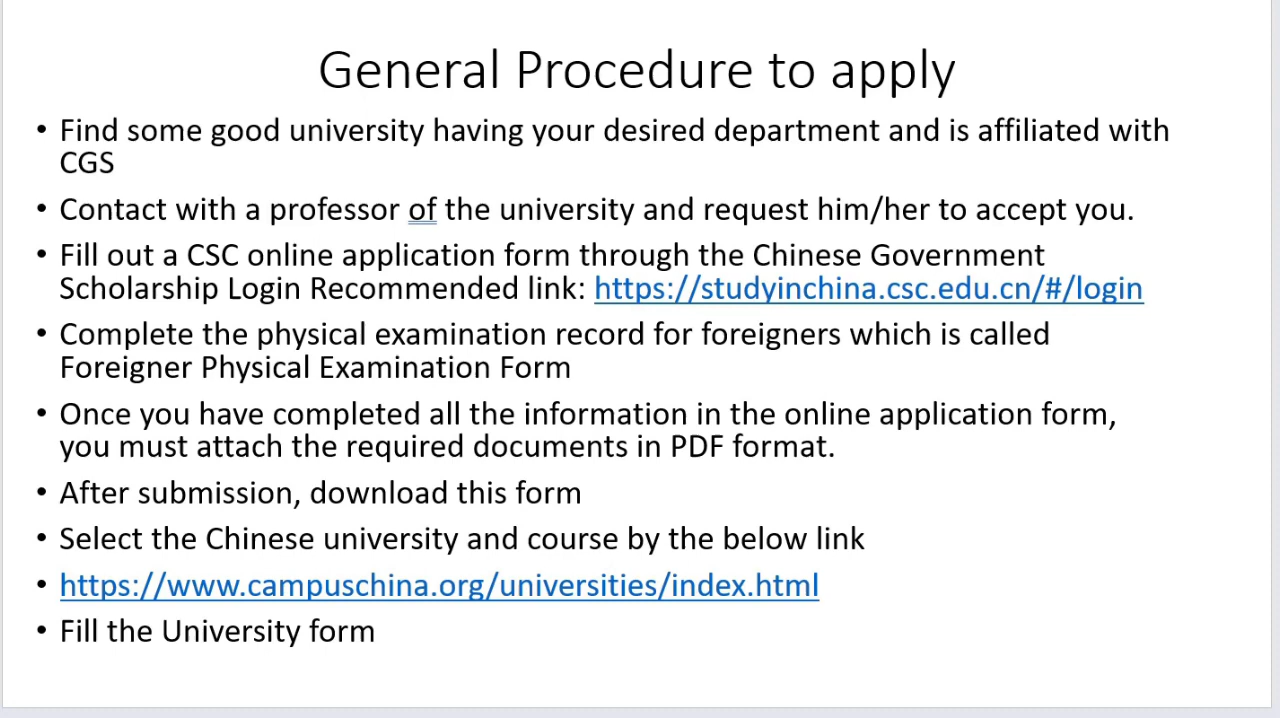 General Procedure to apply
• Find some good university having your desired department and is affiliated with
CGS
• Contact with a professor of the university and request him/her to accept you.
• Fill out a CSC online application form through the Chinese Government
Scholarship Login Recommended link: https://studyinchina.csc.edu.cn/#/login
• Complete the physical examination record for foreigners which is called
Foreigner Physical Examination Form
• Once you have completed all the information in the online application form,
you must attach the required documents in PDF format.
• After submission, download this form
• Select the Chinese university and course by the below link
• https://www.campuschina.org/universities/index.html
• Fill the University form